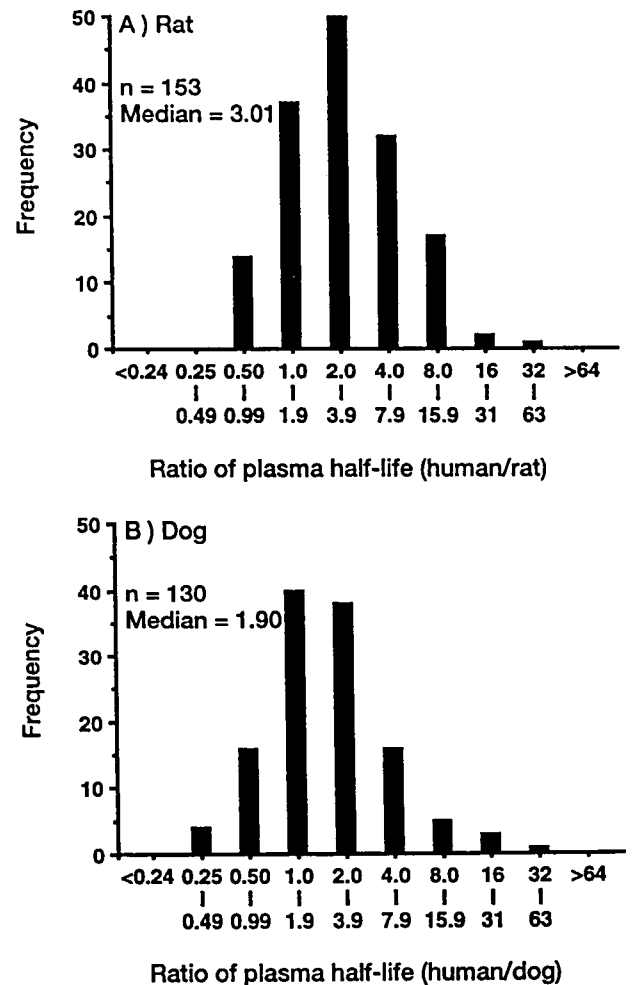 A ) Rat
n = 153
Median = 3.01
Frequency
50
40
30
20
10
0
<0.24 0.25 0.50 1.0 2.0 4.0 8.0 16 32 >64
0.49 0.99 1.9 3.9 7.9 15.9 31 63
Ratio of plasma half-life (human/rat)
B ) Dog
n = 130
Median = 1.90
Frequency
50
40
30
20
10
0
<0.24 0.25 0.50 1.0 2.0 4.0 8.0 16 32 >64
0.49 0.99 1.9 3.9 7.9 15.9 31 63
Ratio of plasma half-life (human/dog)